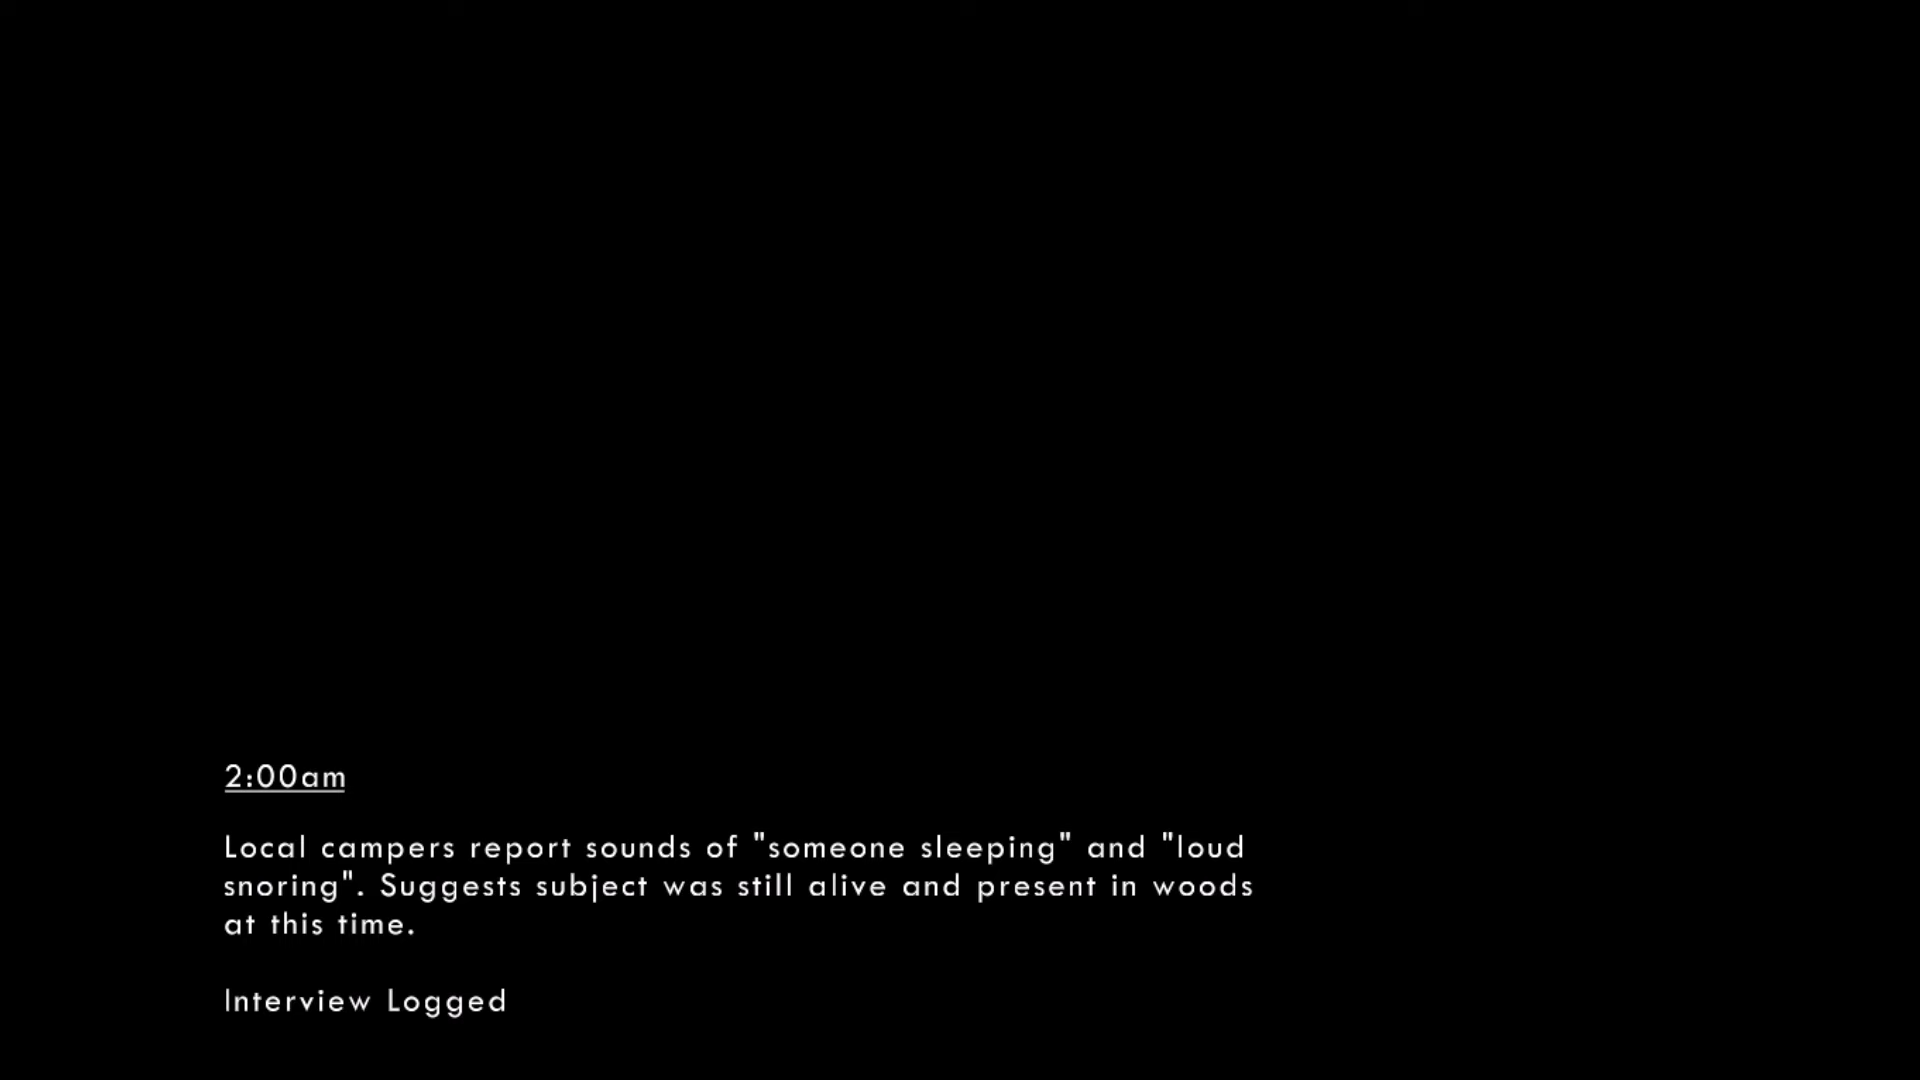 2:00am
Local campers report sounds of "someone sleeping" and "loud
snoring". Suggests subject was still alive and present in woods
at this time.
Interview Logged